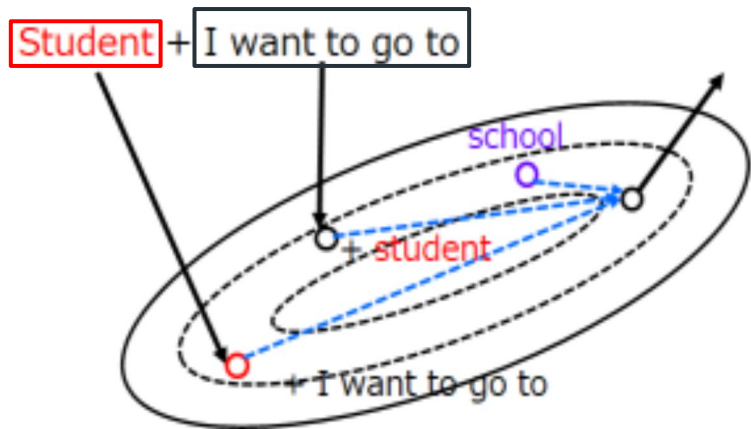 Student + I want to go to
school
+ student
+ I want to go to